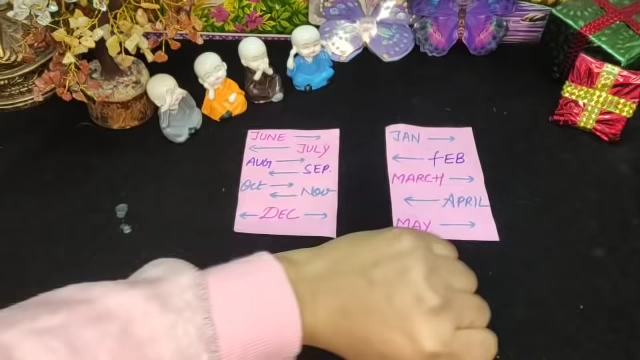 JUNE →
← JULY
AUG →
← SEP.
Oct →
← Nov
← DEC →
JAN →
← fEB
MARCH →
← APRIL
MAY →